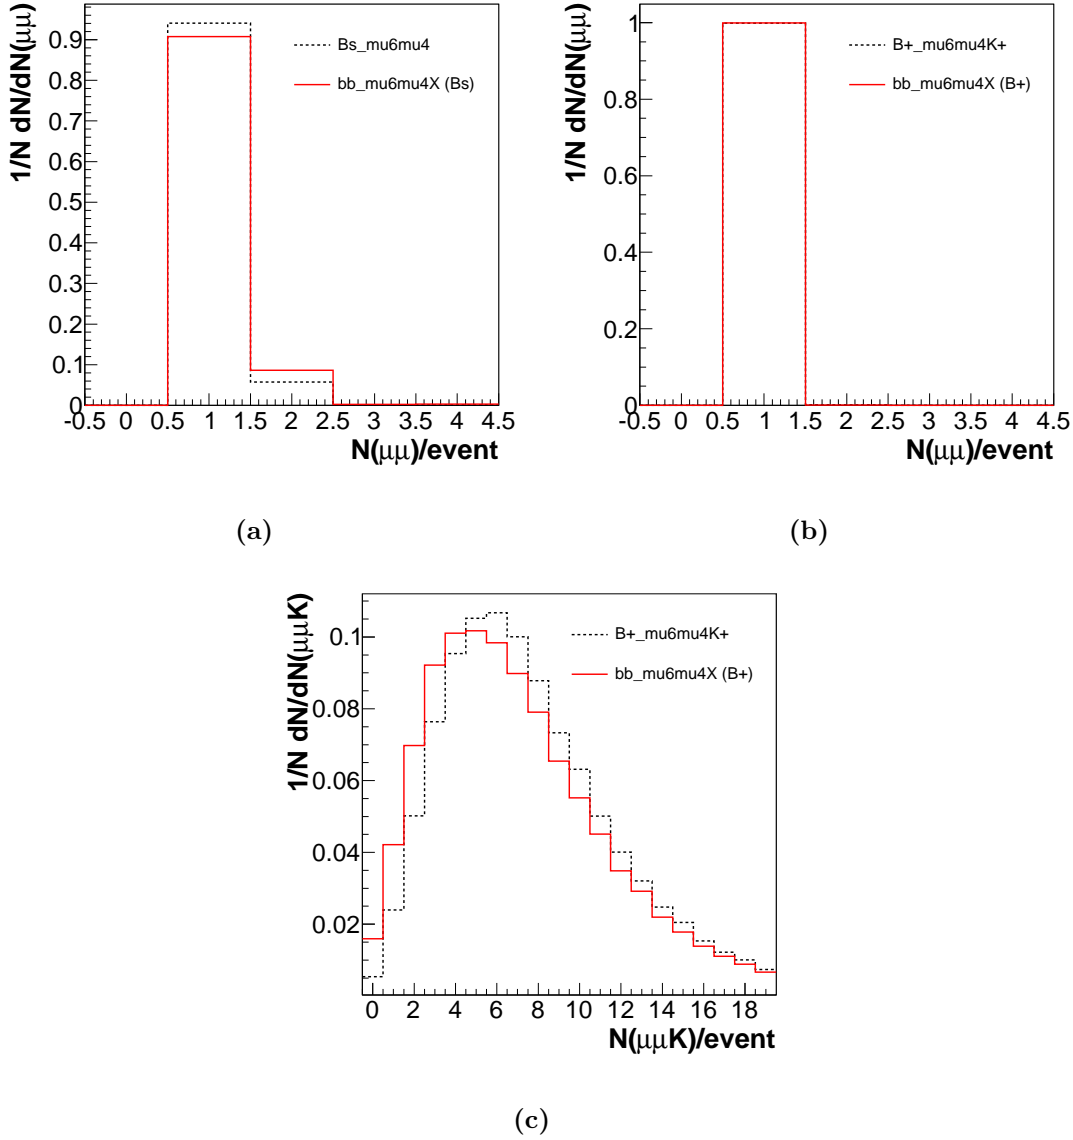 1/N dN/dN(μμ)
Bs_mu6mu4
bb_mu6mu4X (Bs)
0.9
0.8
0.7
0.6
0.5
0.4
0.3
0.2
0.1
0
-0.5 0 0.5 1 1.5 2 2.5 3 3.5 4 4.5
N(μμ)/event
(a)
1/N dN/dN(μμ)
B+_mu6mu4K+
bb_mu6mu4X (B+)
1
0.8
0.6
0.4
0.2
0
-0.5 0 0.5 1 1.5 2 2.5 3 3.5 4 4.5
N(μμ)/event
(b)
1/N dN/dN(μμK)
B+_mu6mu4K+
bb_mu6mu4X (B+)
0.1
0.08
0.06
0.04
0.02
0 2 4 6 8 10 12 14 16 18
N(μμK)/event
(c)